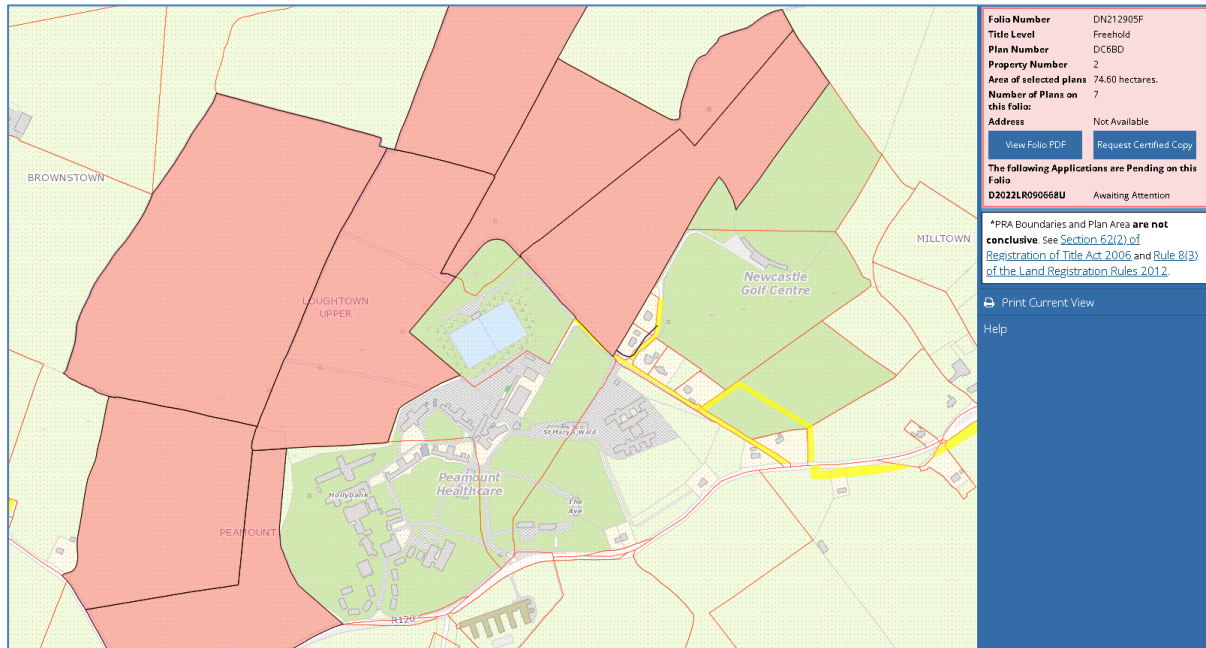 BROWNSTOWN
LOUGHTOWN
UPPER
MILLTOWN
Newcastle
Golf Centre
St Mary's Ward
Peamount
Healthcare
Hollybank
The
Ave
PEAMOUNT
R120
Folio Number DN212905F
Title Level Freehold
Plan Number DC6BD
Property Number 2
Area of selected plans 74.60 hectares.
Number of Plans on 7
this folio:
Address Not Available
View Folio PDF Request Certified Copy
The following Applications are Pending on this
Folio
D2022LR090668U Awaiting Attention
*PRA Boundaries and Plan Area are not
conclusive. See Section 62(2) of
Registration of Title Act 2006 and Rule 8(3)
of the Land Registration Rules 2012.
Print Current View
Help